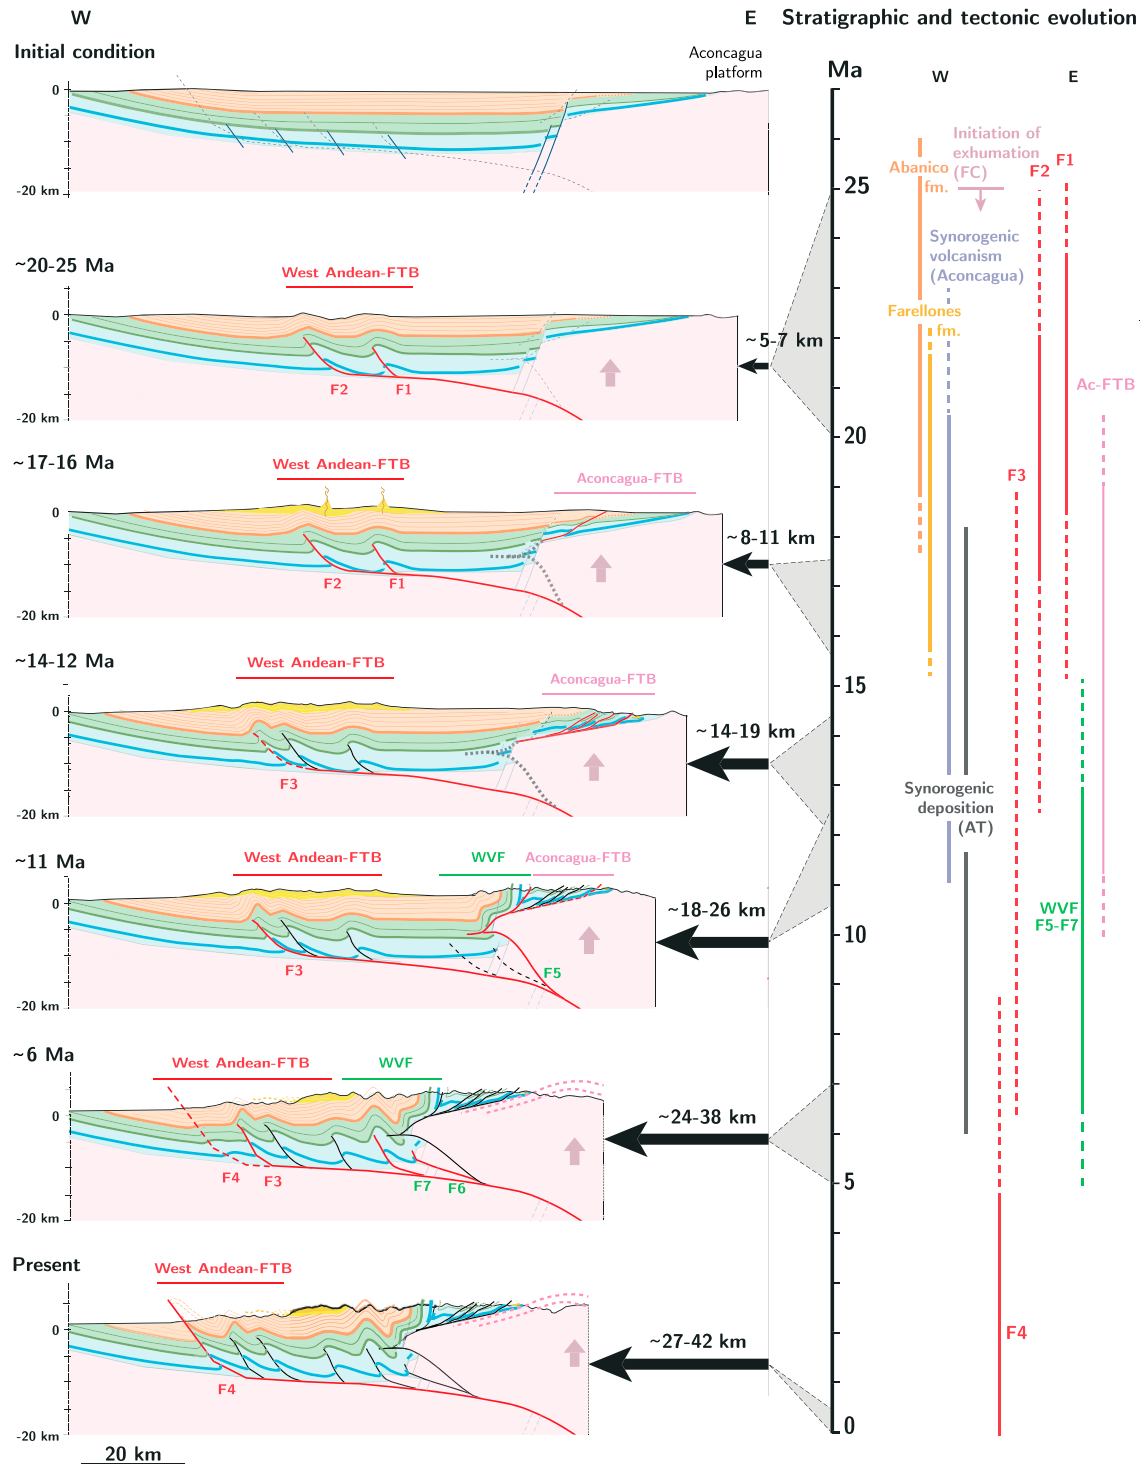 W
E
Stratigraphic and tectonic evolution
Initial condition
Aconcagua
platform
0
-20 km
~20-25 Ma
West Andean-FTB
0
F2
F1
-20 km
~5-7 km
~17-16 Ma
West Andean-FTB
Aconcagua-FTB
0
F2
F1
-20 km
~8-11 km
~14-12 Ma
West Andean-FTB
Aconcagua-FTB
0
F3
-20 km
~14-19 km
~11 Ma
West Andean-FTB
WVF
Aconcagua-FTB
0
F3
F5
-20 km
~18-26 km
~6 Ma
West Andean-FTB
WVF
0
F4
F3
F7
F6
-20 km
~24-38 km
Present
West Andean-FTB
0
F4
-20 km
~27-42 km
20 km
Ma
W
E
25
20
15
10
5
0
Abanico
fm.
Initiation of
exhumation
(FC)
F2
F1
Synorogenic
volcanism
(Aconcagua)
Farellones
fm.
Ac-FTB
F3
Synorogenic
deposition
(AT)
WVF
F5-F7
F4